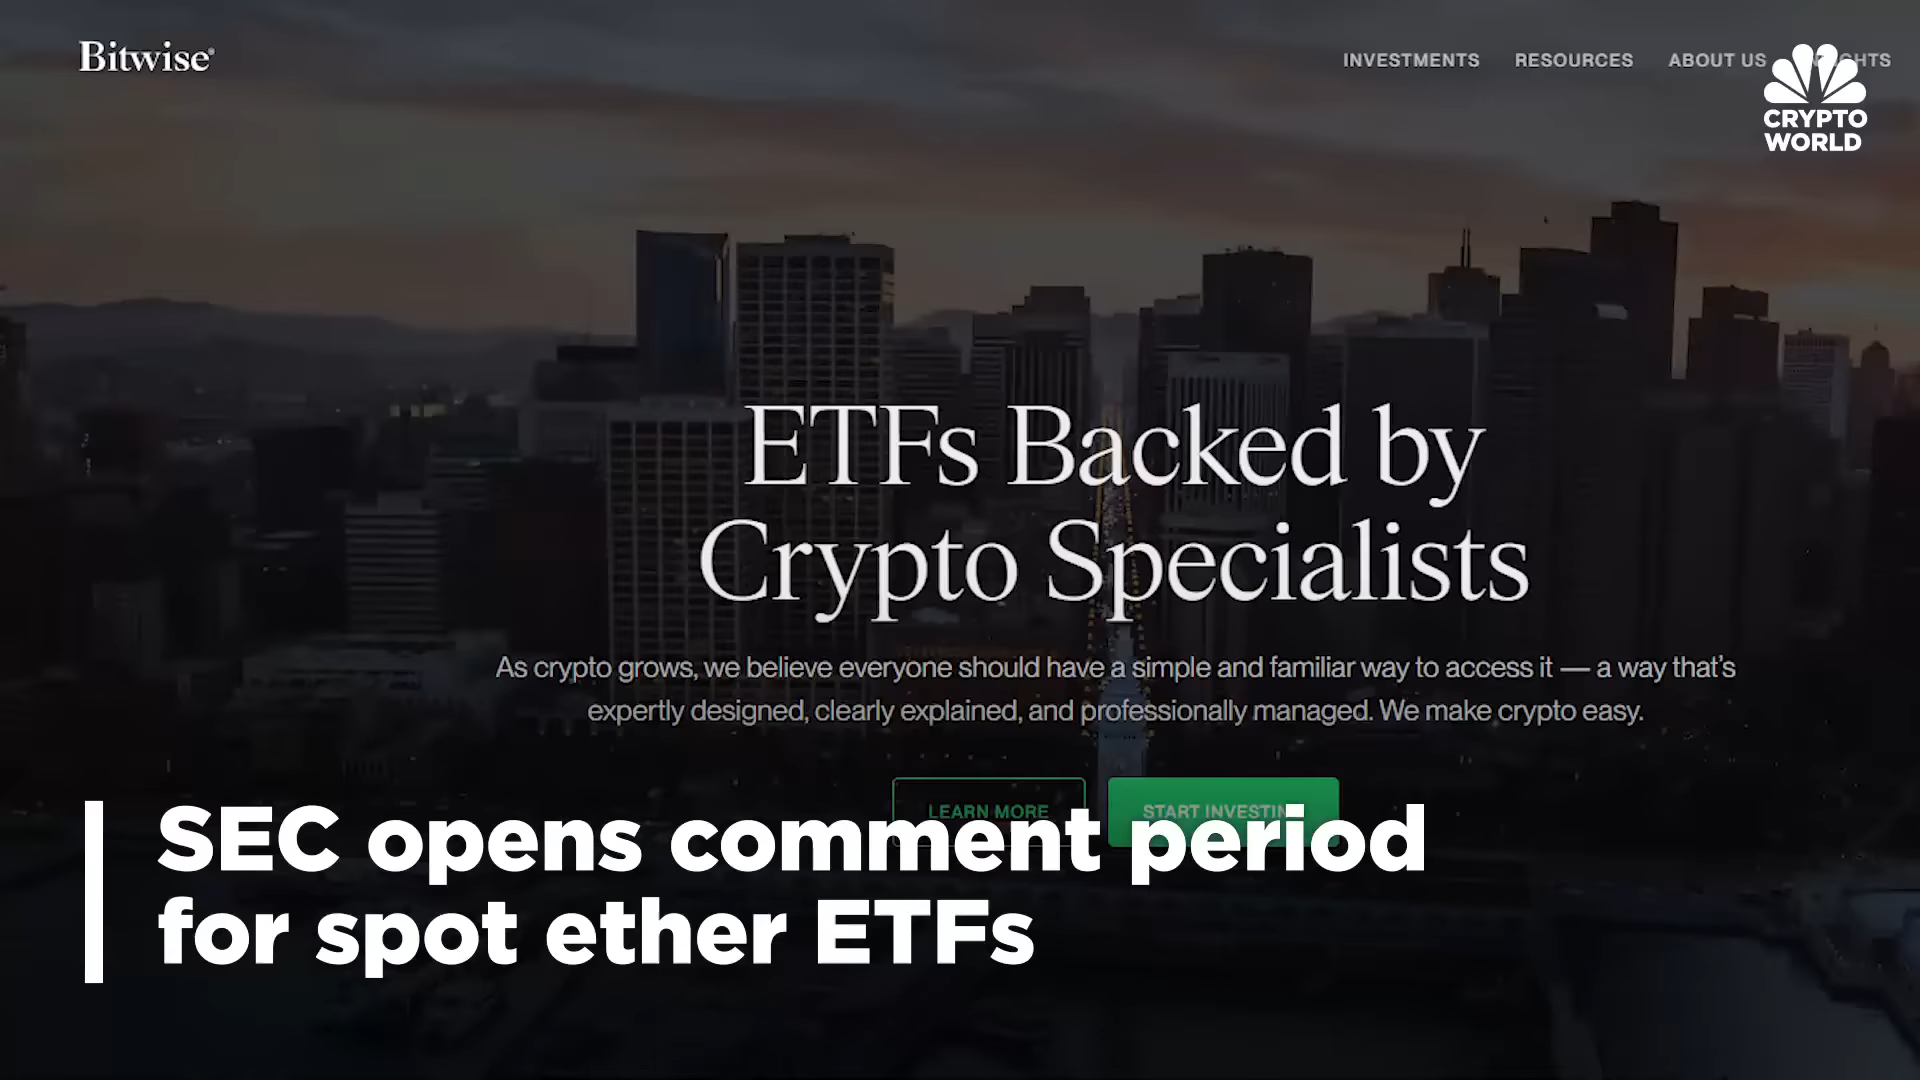 Bitwise
INVESTMENTS RESOURCES ABOUT US
CRYPTO
WORLD
ETFs Backed by
Crypto Specialists
As crypto grows, we believe everyone should have a simple and familiar way to access it — a way that's
expertly designed, clearly explained, and professionally managed. We make crypto easy.
LEARN MORE START INVESTING
SEC opens comment period
for spot ether ETFs